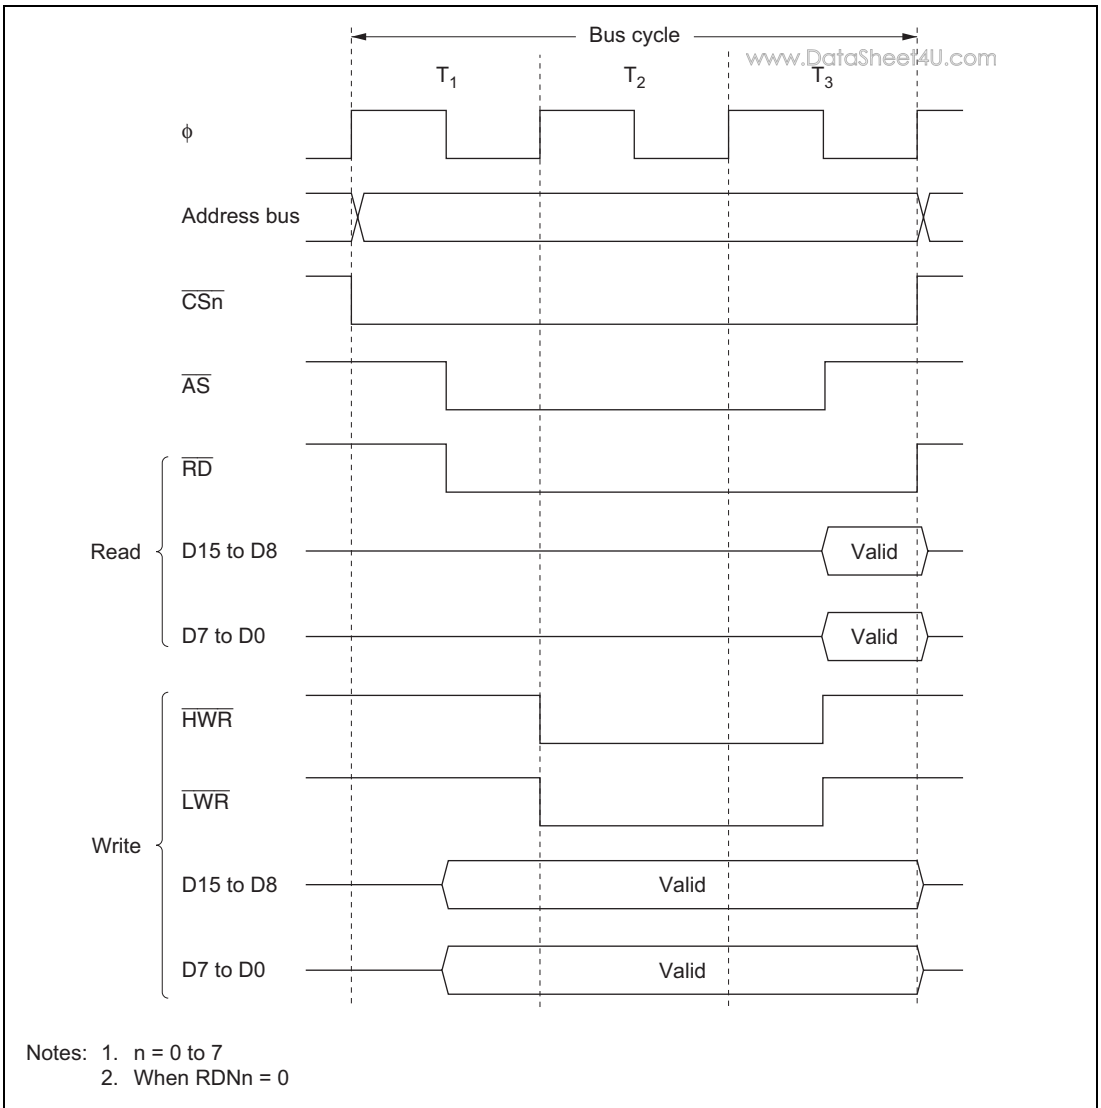 Bus cycle
www.DataSheet4U.com
T1 T2 T3
ϕ
Address bus
CSn
AS
RD
Read
D15 to D8 Valid
D7 to D0 Valid
HWR
LWR
Write
D15 to D8 Valid
D7 to D0 Valid
Notes: 1. n = 0 to 7
2. When RDNn = 0